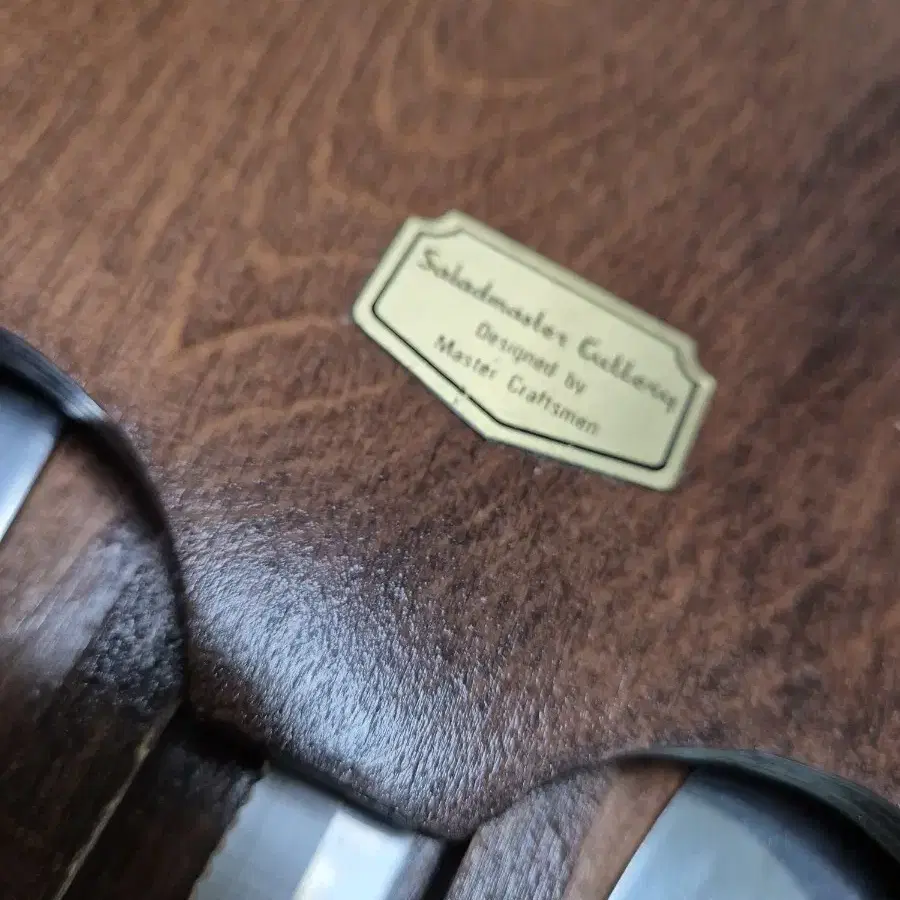 Saladmaster Cutlery
Designed by
Master Craftsmen